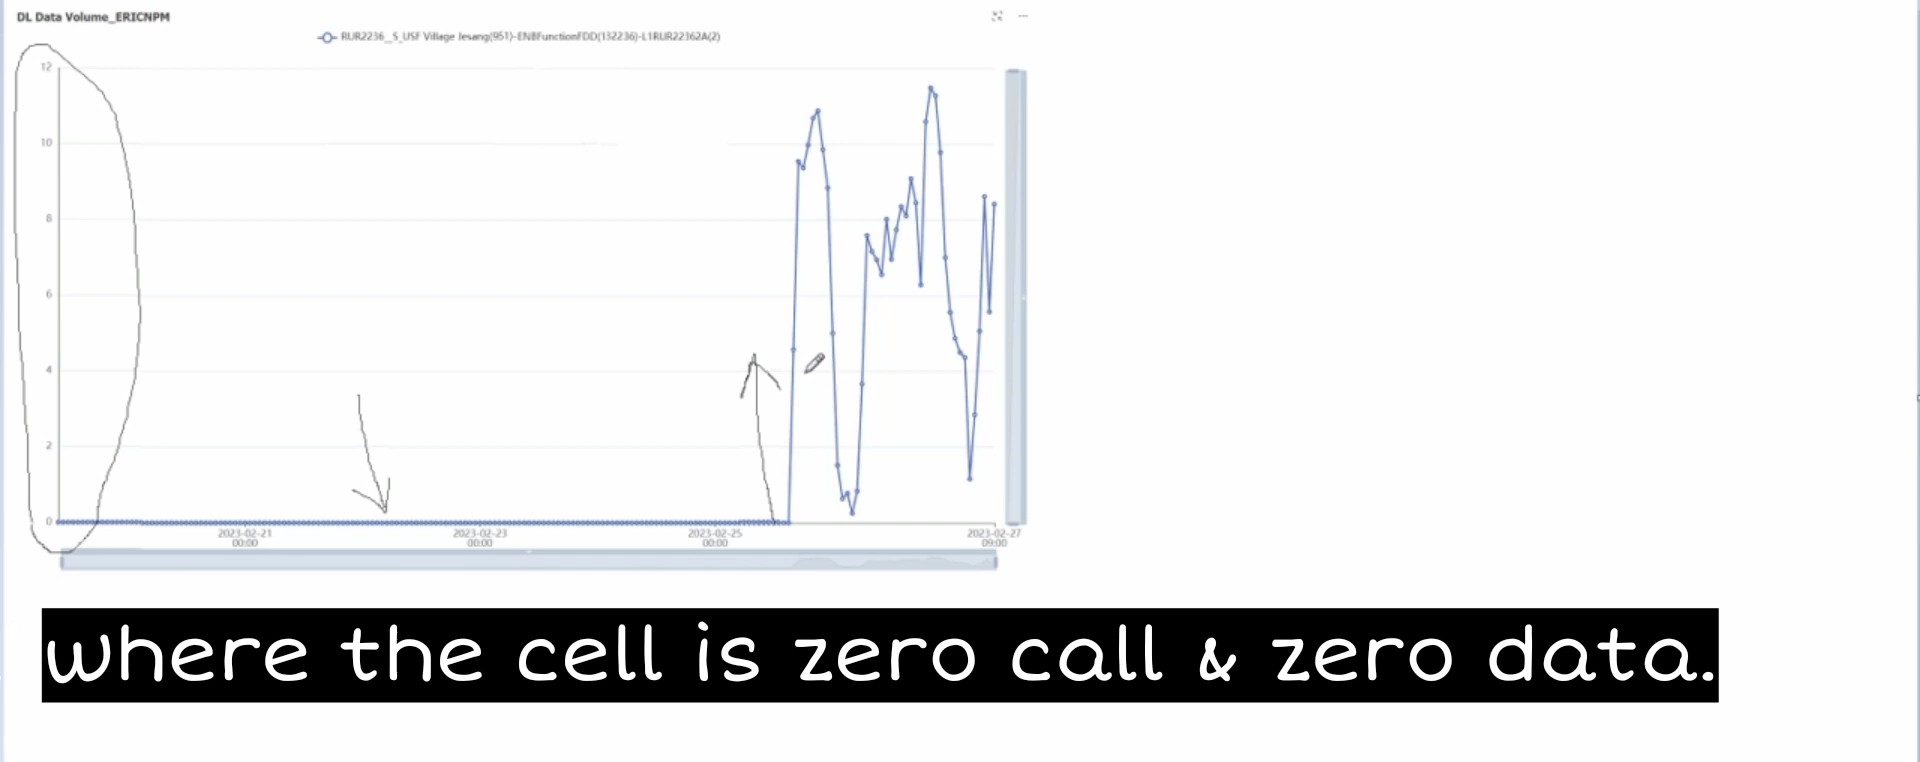 DL Data Volume_ERICNPM
RUR2236__S_USF Village Jesang(951)-ENBFunctionFDD(132236)-L1RUR22362A(2)
12
10
8
6
4
2
0
2023-02-21 2023-02-23 2023-02-25 2023-02-27
00:00 00:00 00:00 09:00
where the cell is zero call & zero data.